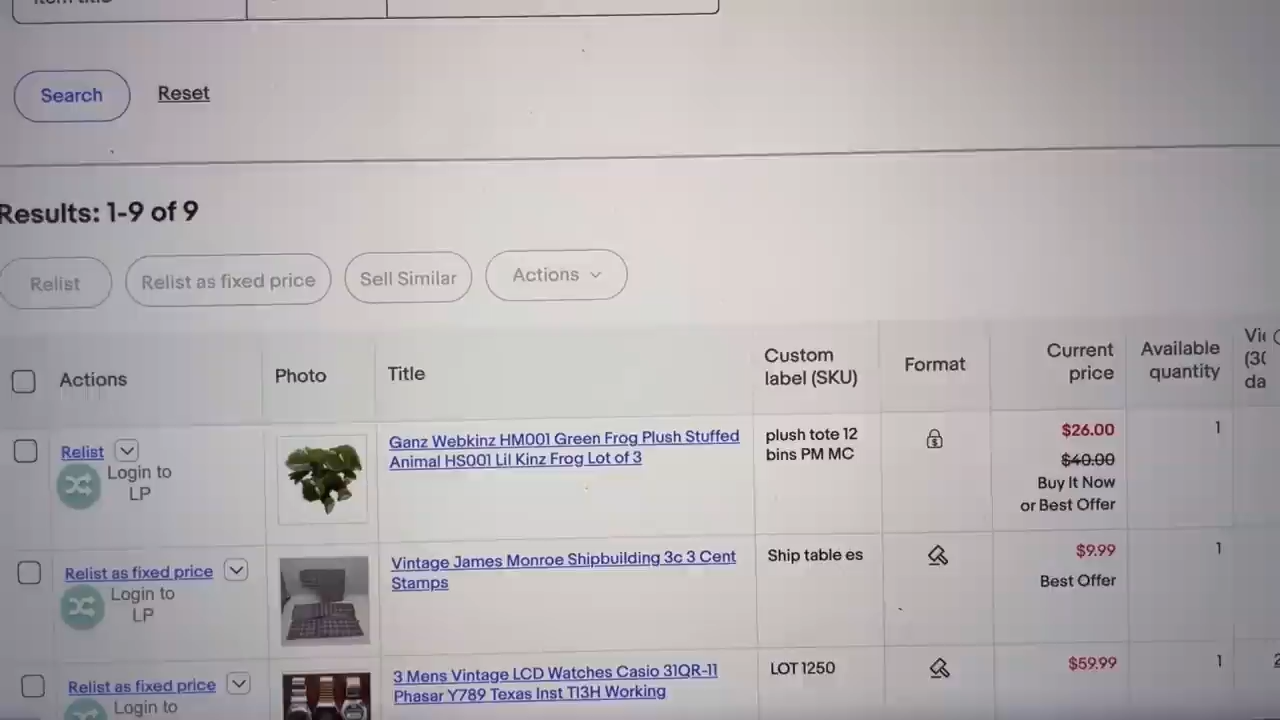 Item title
Search Reset
Results: 1-9 of 9
Relist Relist as fixed price Sell Similar Actions
Actions Photo Title Custom label (SKU) Format Current price Available quantity
Relist
Login to
LP
Ganz Webkinz HM001 Green Frog Plush Stuffed
Animal HS001 Lil Kinz Frog Lot of 3
plush tote 12
bins PM MC
$26.00
$40.00
Buy It Now
or Best Offer
1
Relist as fixed price
Login to
LP
Vintage James Monroe Shipbuilding 3c 3 Cent
Stamps
Ship table es
$9.99
Best Offer
1
Relist as fixed price
Login to
3 Mens Vintage LCD Watches Casio 31QR-11
Phasar Y789 Texas Inst TI3H Working
LOT 1250
$59.99
1